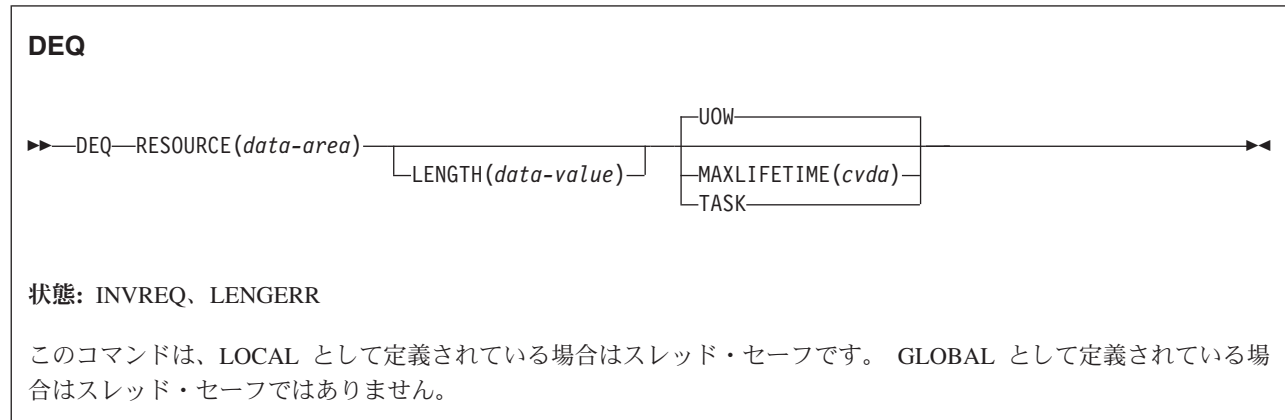 DEQ
UOW
DEQ RESOURCE(data-area)
LENGTH(data-value) MAXLIFETIME(cvda)
TASK
状態: INVREQ、LENGERR
このコマンドは、LOCAL として定義されている場合はスレッド・セーフです。 GLOBAL として定義されている場
合はスレッド・セーフではありません。